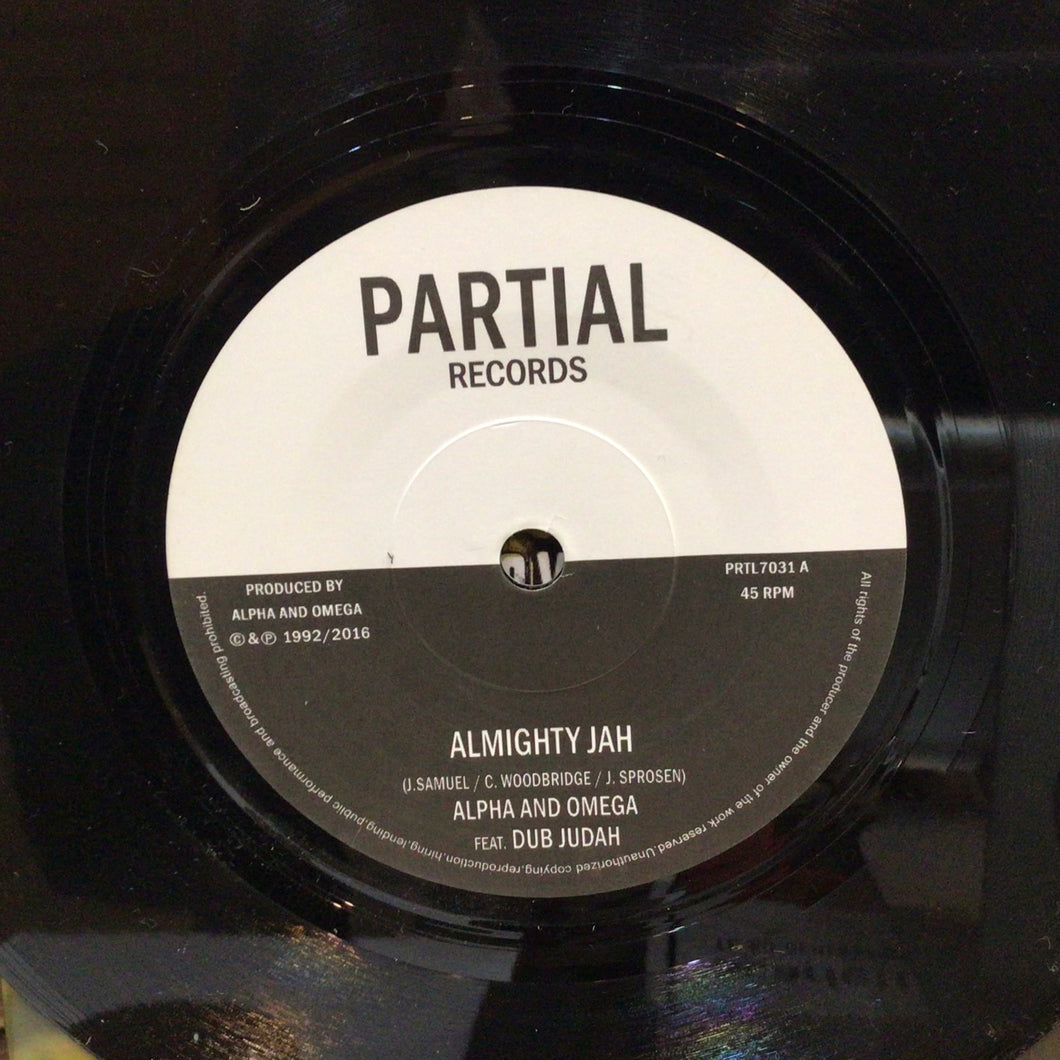 PARTIAL
RECORDS
PRODUCED BY
ALPHA AND OMEGA
©&℗ 1992/2016
PRTL7031 A
45 RPM
ALMIGHTY JAH
(J.SAMUEL / C. WOODBRIDGE / J. SPROSEN)
ALPHA AND OMEGA
FEAT. DUB JUDAH
All rights of the producer and the owner of the work reserved.Unauthorized copying,reproduction,hiring,lending,public performance and broadcasting prohibited.